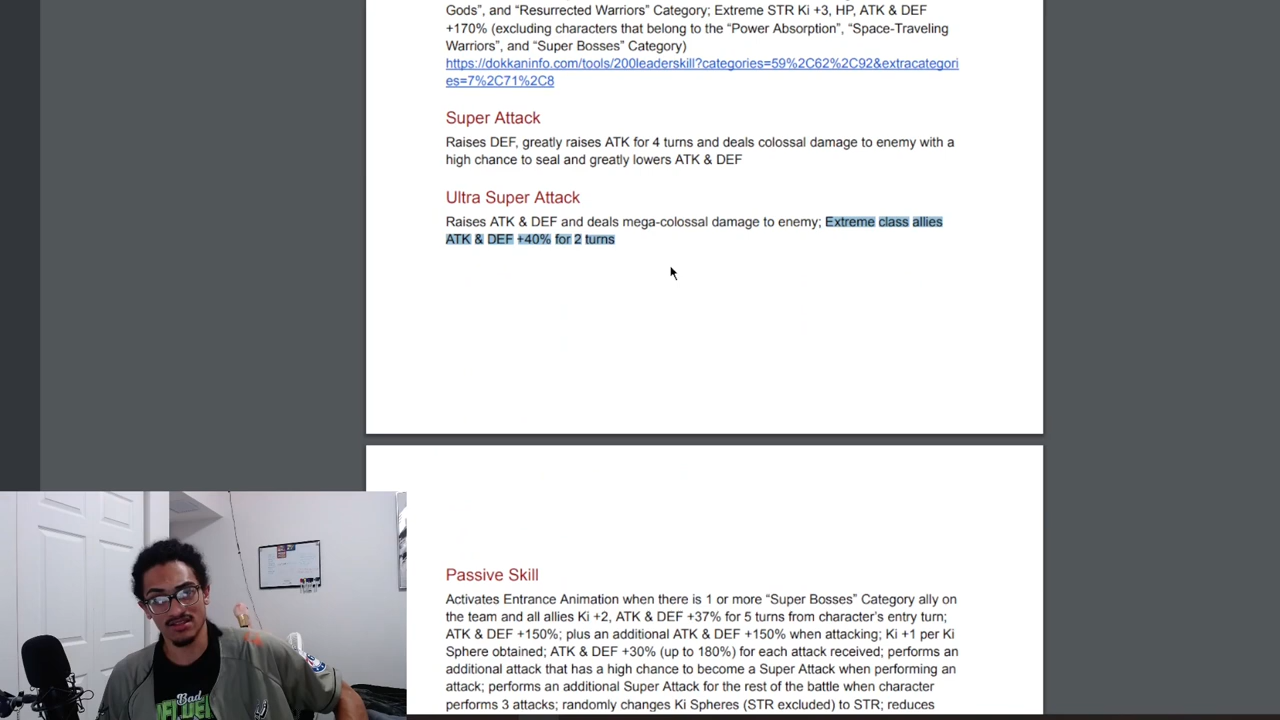 Gods”, and “Resurrected Warriors” Category; Extreme STR Ki +3, HP, ATK & DEF
+170% (excluding characters that belong to the “Power Absorption”, “Space-Traveling
Warriors”, and “Super Bosses” Category)
https://dokkaninfo.com/tools/200leaderskill?categories=59%2C62%2C92&extracategori
es=7%2C71%2C8
Super Attack
Raises DEF, greatly raises ATK for 4 turns and deals colossal damage to enemy with a
high chance to seal and greatly lowers ATK & DEF
Ultra Super Attack
Raises ATK & DEF and deals mega-colossal damage to enemy; Extreme class allies
ATK & DEF +40% for 2 turns
Passive Skill
Activates Entrance Animation when there is 1 or more “Super Bosses” Category ally on
the team and all allies Ki +2, ATK & DEF +37% for 5 turns from character’s entry turn;
ATK & DEF +150%; plus an additional ATK & DEF +150% when attacking; Ki +1 per Ki
Sphere obtained; ATK & DEF +30% (up to 180%) for each attack received; performs an
additional attack that has a high chance to become a Super Attack when performing an
attack; performs an additional Super Attack for the rest of the battle when character
performs 3 attacks; randomly changes Ki Spheres (STR excluded) to STR; reduces
Bad